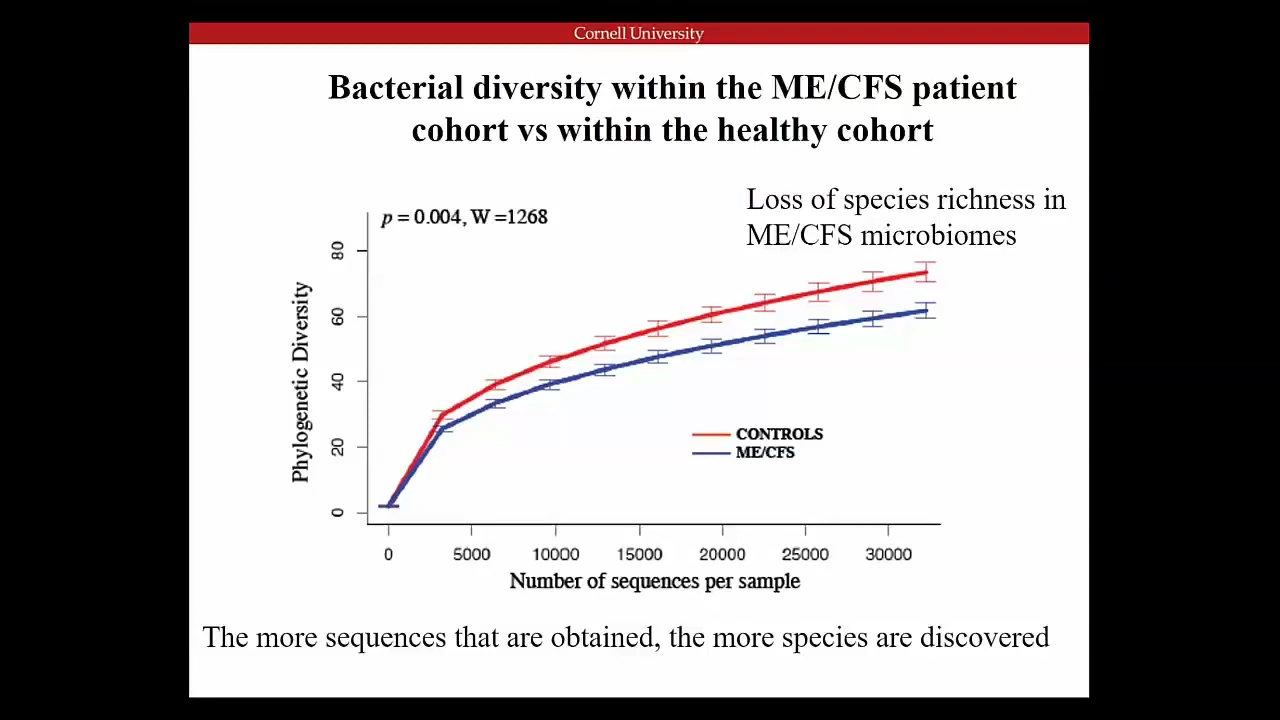 Cornell University
Bacterial diversity within the ME/CFS patient
cohort vs within the healthy cohort
Loss of species richness in
ME/CFS microbiomes
p = 0.004, W =1268
Phylogenetic Diversity
80
60
40
20
0
CONTROLS
ME/CFS
0 5000 10000 15000 20000 25000 30000
Number of sequences per sample
The more sequences that are obtained, the more species are discovered